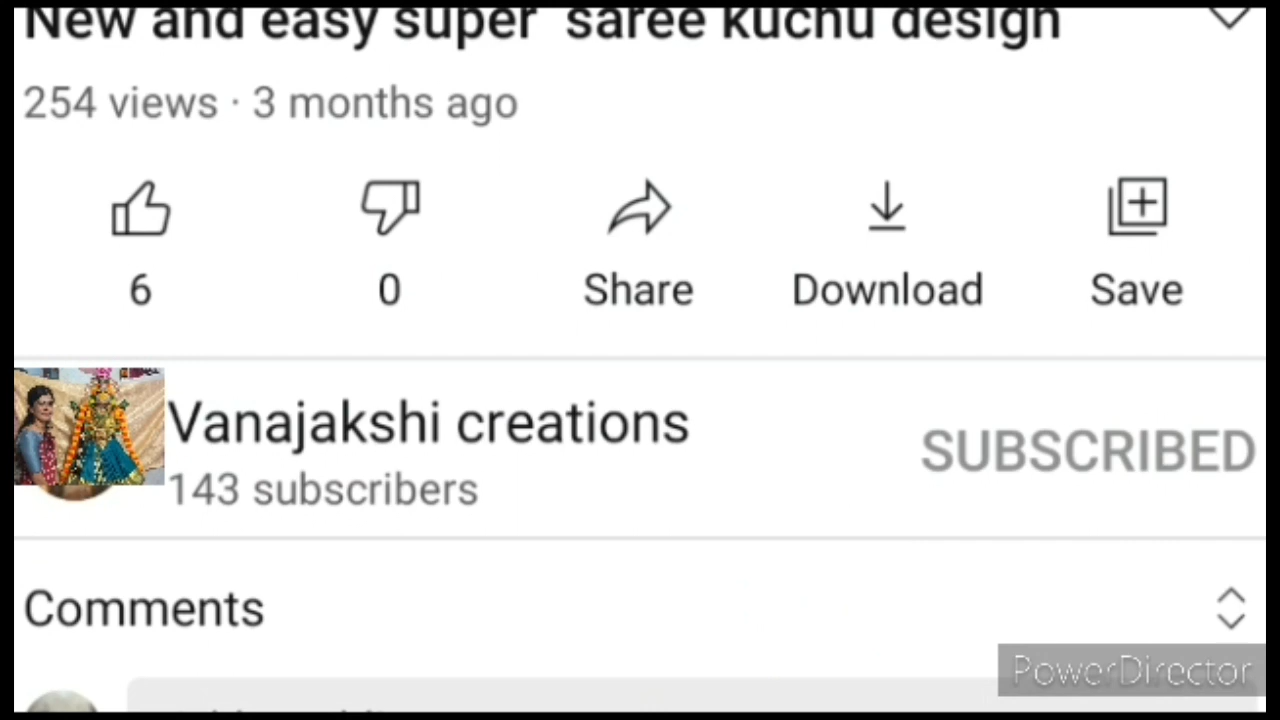 New and easy super saree kuchu design
254 views · 3 months ago
6 0 Share Download Save
Vanajakshi creations
SUBSCRIBED
143 subscribers
Comments
PowerDirector